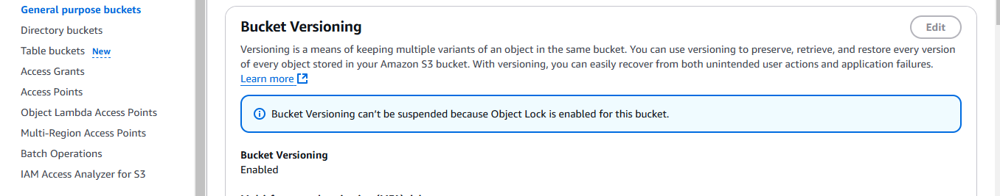 General purpose buckets
Directory buckets
Table buckets New
Access Grants
Access Points
Object Lambda Access Points
Multi-Region Access Points
Batch Operations
IAM Access Analyzer for S3
Bucket Versioning
Edit
Versioning is a means of keeping multiple variants of an object in the same bucket. You can use versioning to preserve, retrieve, and restore every version
of every object stored in your Amazon S3 bucket. With versioning, you can easily recover from both unintended user actions and application failures.
Learn more
Bucket Versioning can’t be suspended because Object Lock is enabled for this bucket.
Bucket Versioning
Enabled